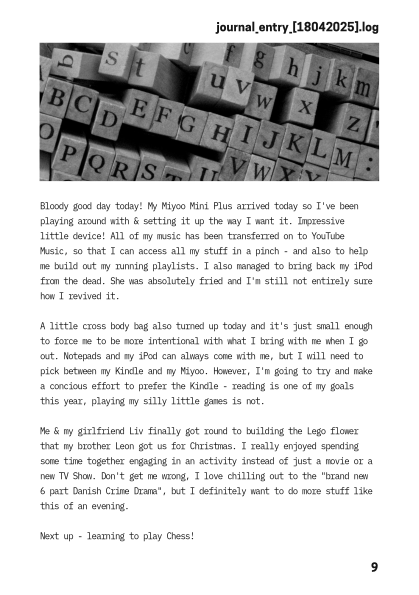 journal_entry_[18042025].log
b s t c f g h i j k m
u v w x z
B C D E F G H I J K L M :
O P Q R S T U V W X
Bloody good day today! My Miyoo Mini Plus arrived today so I've been
playing around with & setting it up the way I want it. Impressive
little device! All of my music has been transferred on to YouTube
Music, so that I can access all my stuff in a pinch - and also to help
me build out my running playlists. I also managed to bring back my iPod
from the dead. She was absolutely fried and I'm still not entirely sure
how I revived it.
A little cross body bag also turned up today and it's just small enough
to force me to be more intentional with what I bring with me when I go
out. Notepads and my iPod can always come with me, but I will need to
pick between my Kindle and my Miyoo. However, I'm going to try and make
a concious effort to prefer the Kindle - reading is one of my goals
this year, playing my silly little games is not.
Me & my girlfriend Liv finally got round to building the Lego flower
that my brother Leon got us for Christmas. I really enjoyed spending
some time together engaging in an activity instead of just a movie or a
new TV Show. Don't get me wrong, I love chilling out to the "brand new
6 part Danish Crime Drama", but I definitely want to do more stuff like
this of an evening.
Next up - learning to play Chess!
9